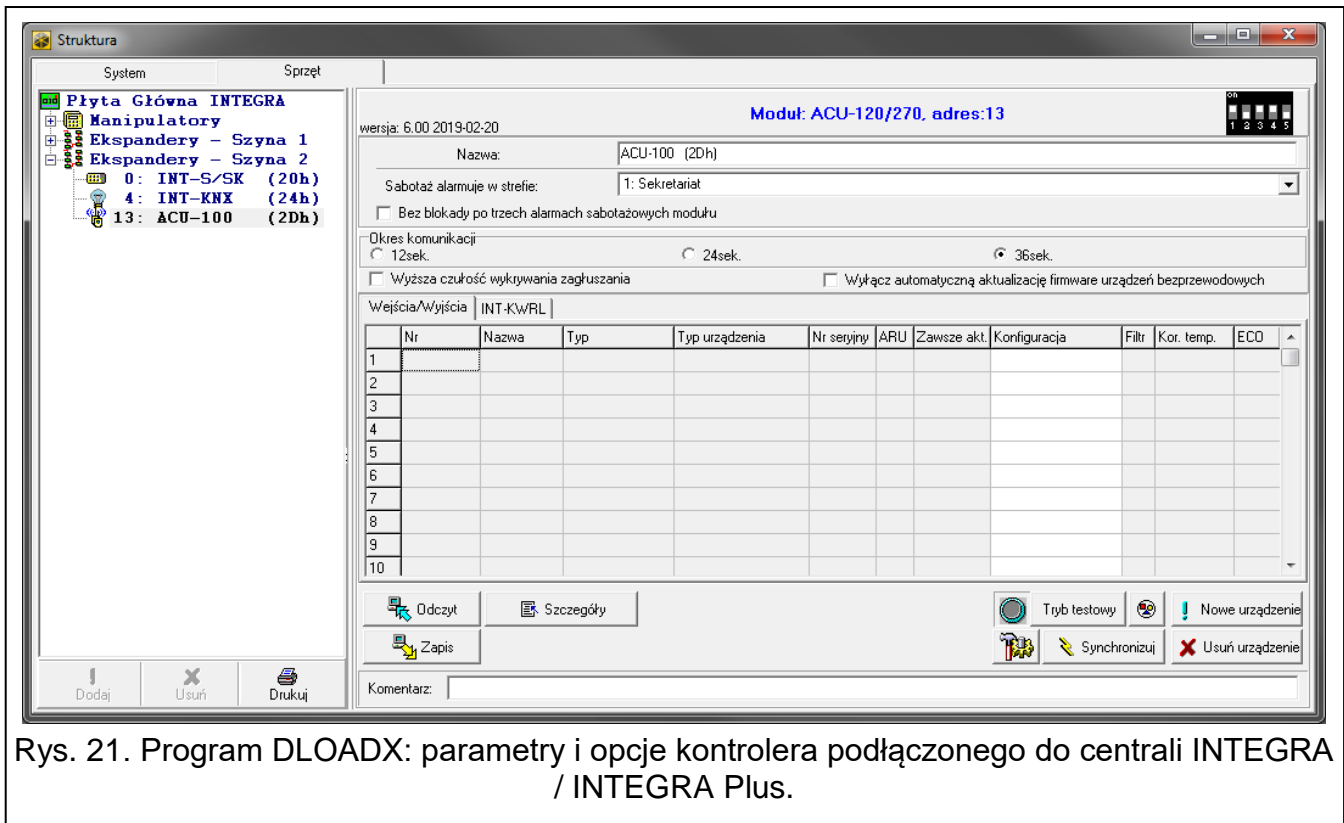 Struktura
System Sprzęt
Płyta Główna INTEGRA
Manipulatory
Ekspandery – Szyna 1
Ekspandery – Szyna 2
0: INT-S/SK (20h)
4: INT-KNX (24h)
13: ACU-100 (2Dh)
Dodaj Usuń Drukuj
wersja: 6.00 2019-02-20 Moduł: ACU-120/270, adres:13
on
1 2 3 4 5
Nazwa: ACU-100 (2Dh)
Sabotaż alarmuje w strefie: 1: Sekretariat
Bez blokady po trzech alarmach sabotażowych modułu
Okres komunikacji
12sek. 24sek. 36sek.
Wyższa czułość wykrywania zagłuszania Wyłącz automatyczną aktualizację firmware urządzeń bezprzewodowych
Wejścia/Wyjścia INT-KWRL
Nr Nazwa Typ Typ urządzenia Nr seryjny ARU Zawsze akt. Konfiguracja Filtr Kor. temp. ECO
1
2
3
4
5
6
7
8
9
10
Odczyt Szczegóły Tryb testowy Nowe urządzenie
Zapis Synchronizuj Usuń urządzenie
Komentarz:
Rys. 21. Program DLOADX: parametry i opcje kontrolera podłączonego do centrali INTEGRA
/ INTEGRA Plus.